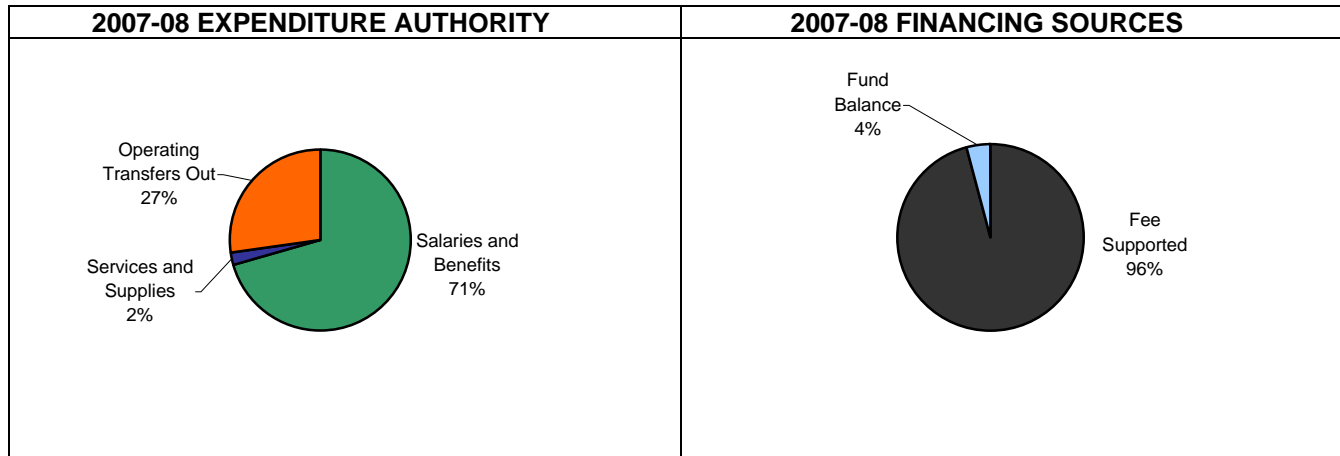 2007-08 EXPENDITURE AUTHORITY
Operating
Transfers Out
27%
Services and
Supplies
2%
Salaries and
Benefits
71%
2007-08 FINANCING SOURCES
Fund
Balance
4%
Fee
Supported
96%